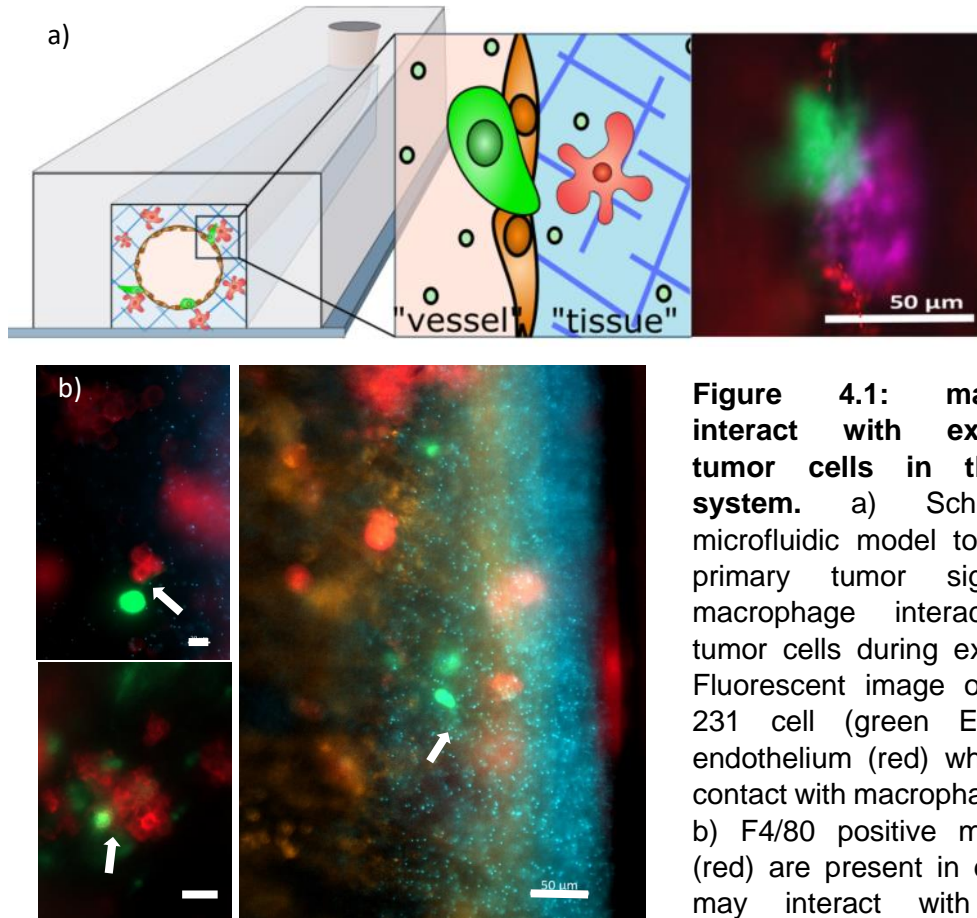 a)
"vessel" "tissue"
50 µm
b)
50 µm
Figure 4.1: ma
interact with ex
tumor cells in th
system. a) Sch
microfluidic model to
primary tumor sig
macrophage interac
tumor cells during ex
Fluorescent image o
231 cell (green E
endothelium (red) wh
contact with macropha
b) F4/80 positive m
(red) are present in
may interact with